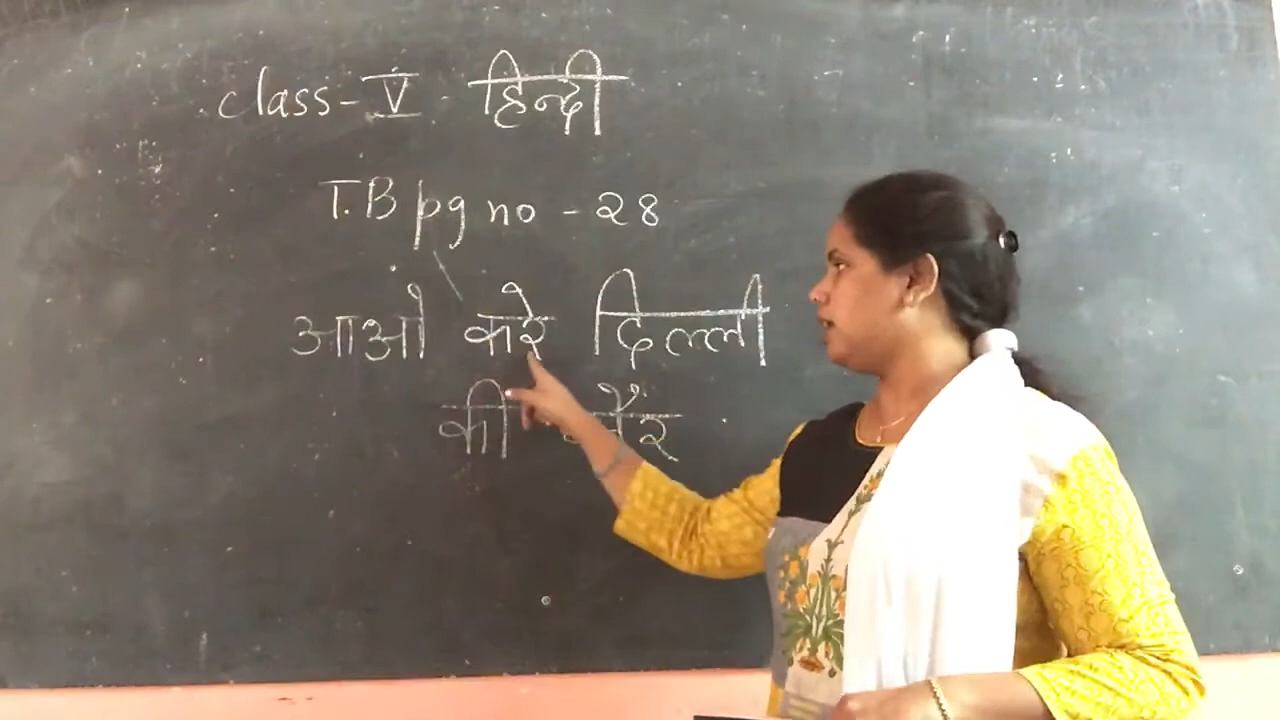 class - V हिन्दी
T.B pg no - 28
आओ करे दिल्ली
की